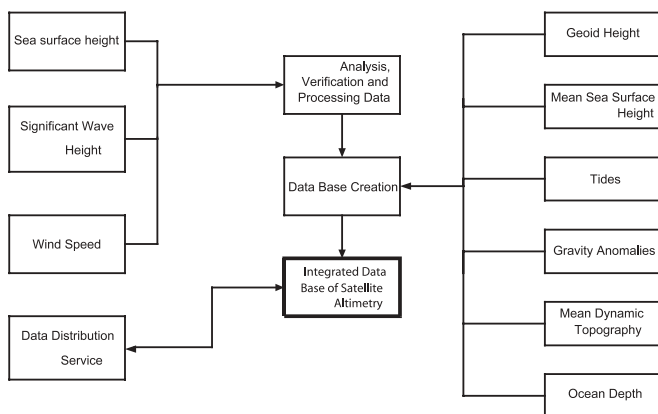 Sea surface height
Significant Wave
Height
Wind Speed
Data Distribution
Service
Analysis,
Verification and
Processing Data
Data Base Creation
Integrated Data
Base of Satellite
Altimetry
Geoid Height
Mean Sea Surface
Height
Tides
Gravity Anomalies
Mean Dynamic
Topography
Ocean Depth